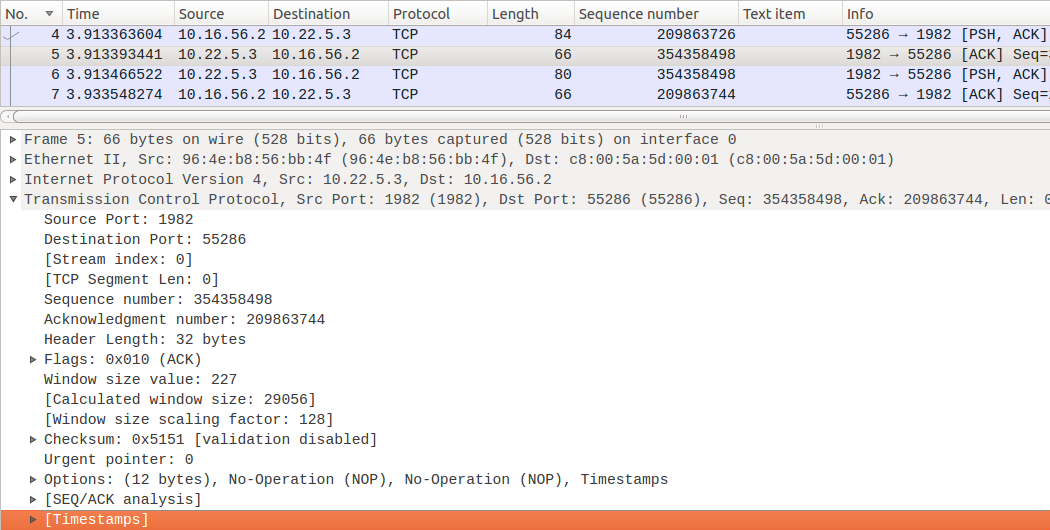 No. Time Source Destination Protocol Length Sequence number Text item Info
4 3.913363604 10.16.56.2 10.22.5.3 TCP 84 209863726 55286 → 1982 [PSH, ACK]
5 3.913393441 10.22.5.3 10.16.56.2 TCP 66 354358498 1982 → 55286 [ACK] Seq=
6 3.913466522 10.22.5.3 10.16.56.2 TCP 80 354358498 1982 → 55286 [PSH, ACK]
7 3.933548274 10.16.56.2 10.22.5.3 TCP 66 209863744 55286 → 1982 [ACK] Seq=
Frame 5: 66 bytes on wire (528 bits), 66 bytes captured (528 bits) on interface 0
Ethernet II, Src: 96:4e:b8:56:bb:4f (96:4e:b8:56:bb:4f), Dst: c8:00:5a:5d:00:01 (c8:00:5a:5d:00:01)
Internet Protocol Version 4, Src: 10.22.5.3, Dst: 10.16.56.2
Transmission Control Protocol, Src Port: 1982 (1982), Dst Port: 55286 (55286), Seq: 354358498, Ack: 209863744, Len: 0
Source Port: 1982
Destination Port: 55286
[Stream index: 0]
[TCP Segment Len: 0]
Sequence number: 354358498
Acknowledgment number: 209863744
Header Length: 32 bytes
Flags: 0x010 (ACK)
Window size value: 227
[Calculated window size: 29056]
[Window size scaling factor: 128]
Checksum: 0x5151 [validation disabled]
Urgent pointer: 0
Options: (12 bytes), No-Operation (NOP), No-Operation (NOP), Timestamps
[SEQ/ACK analysis]
[Timestamps]